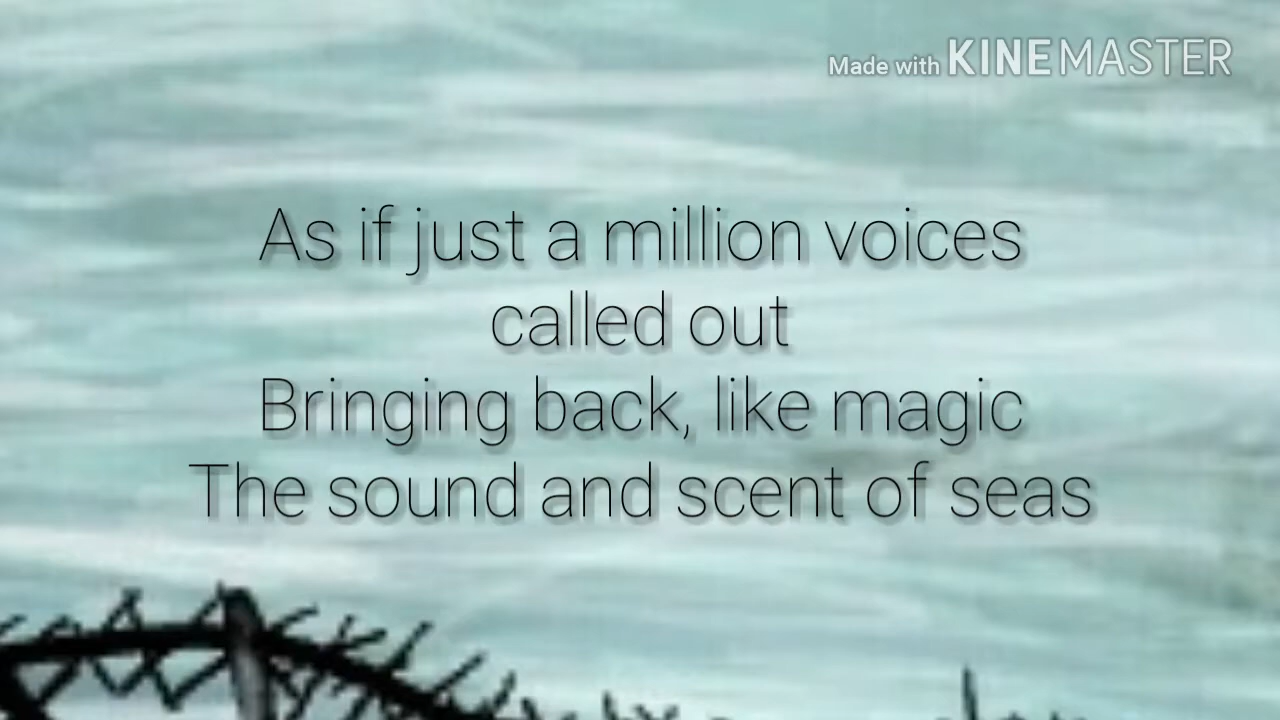 Made with KINEMASTER
As if just a million voices
called out
Bringing back, like magic
The sound and scent of seas